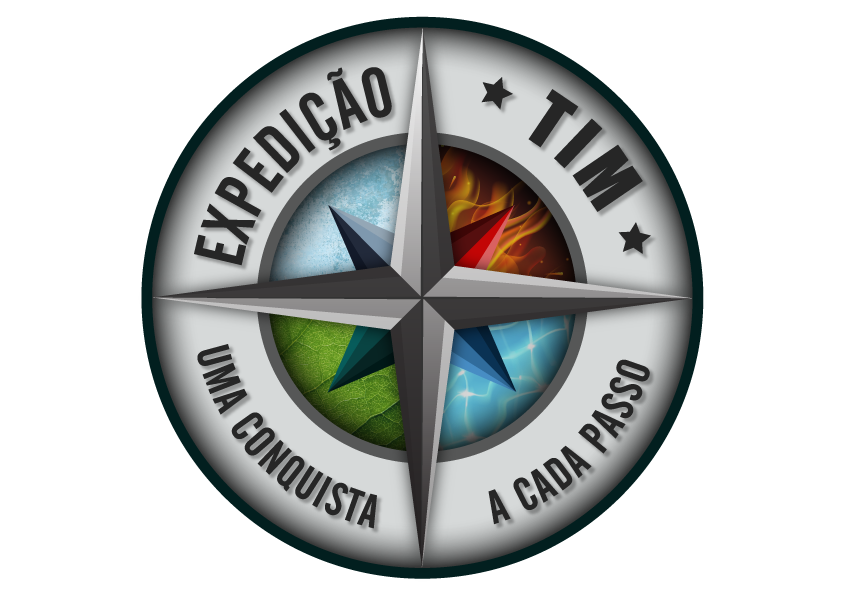 EXPEDIÇÃO
TIM
UMA CONQUISTA
A CADA PASSO